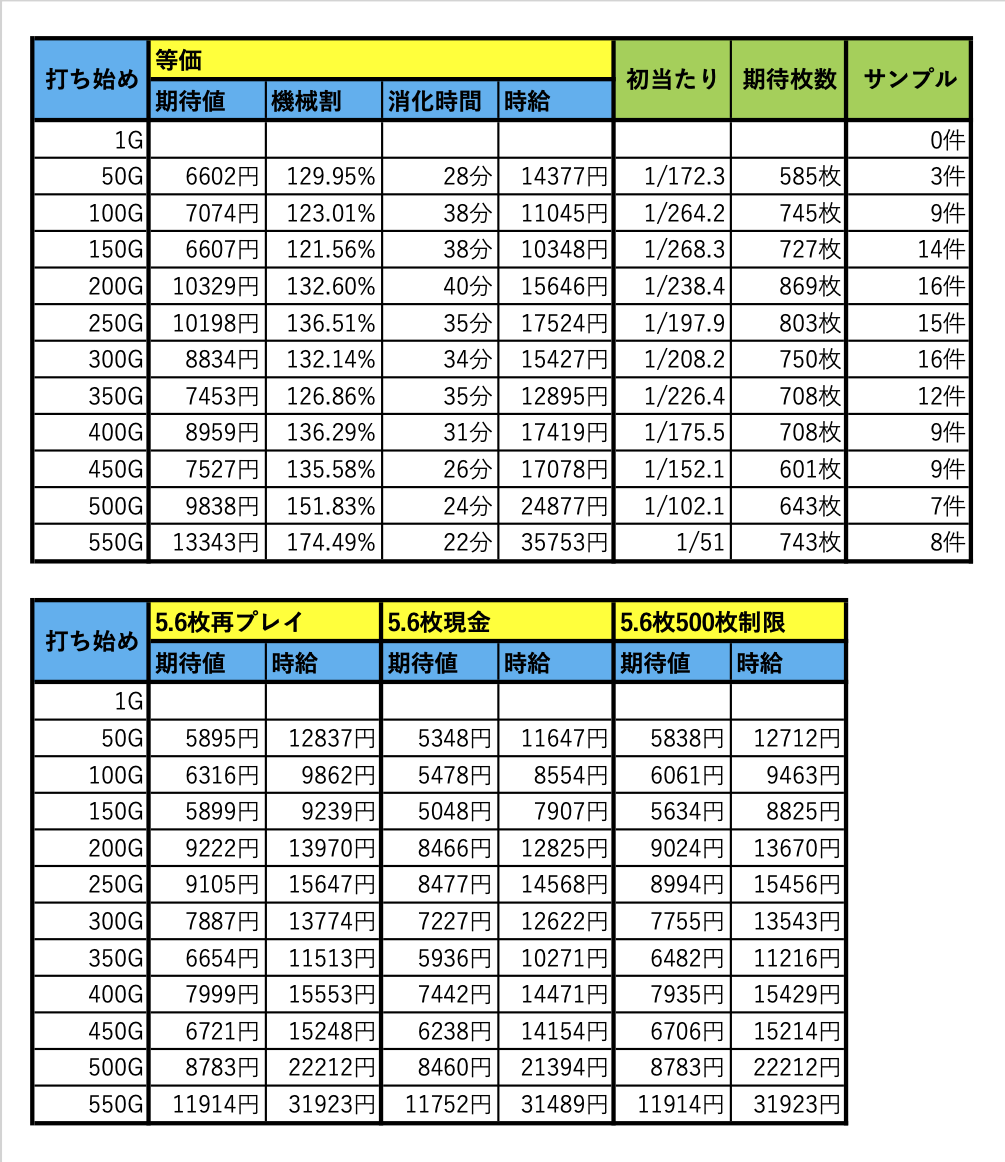 打ち始め 等価 初当たり 期待枚数 サンプル
期待値 機械割 消化時間 時給
1G 0件
50G 6602円 129.95% 28分 14377円 1/172.3 585枚 3件
100G 7074円 123.01% 38分 11045円 1/264.2 745枚 9件
150G 6607円 121.56% 38分 10348円 1/268.3 727枚 14件
200G 10329円 132.60% 40分 15646円 1/238.4 869枚 16件
250G 10198円 136.51% 35分 17524円 1/197.9 803枚 15件
300G 8834円 132.14% 34分 15427円 1/208.2 750枚 16件
350G 7453円 126.86% 35分 12895円 1/226.4 708枚 12件
400G 8959円 136.29% 31分 17419円 1/175.5 708枚 9件
450G 7527円 135.58% 26分 17078円 1/152.1 601枚 9件
500G 9838円 151.83% 24分 24877円 1/102.1 643枚 7件
550G 13343円 174.49% 22分 35753円 1/51 743枚 8件
打ち始め 5.6枚再プレイ 5.6枚現金 5.6枚500枚制限
期待値 時給 期待値 時給 期待値 時給
1G
50G 5895円 12837円 5348円 11647円 5838円 12712円
100G 6316円 9862円 5478円 8554円 6061円 9463円
150G 5899円 9239円 5048円 7907円 5634円 8825円
200G 9222円 13970円 8466円 12825円 9024円 13670円
250G 9105円 15647円 8477円 14568円 8994円 15456円
300G 7887円 13774円 7227円 12622円 7755円 13543円
350G 6654円 11513円 5936円 10271円 6482円 11216円
400G 7999円 15553円 7442円 14471円 7935円 15429円
450G 6721円 15248円 6238円 14154円 6706円 15214円
500G 8783円 22212円 8460円 21394円 8783円 22212円
550G 11914円 31923円 11752円 31489円 11914円 31923円